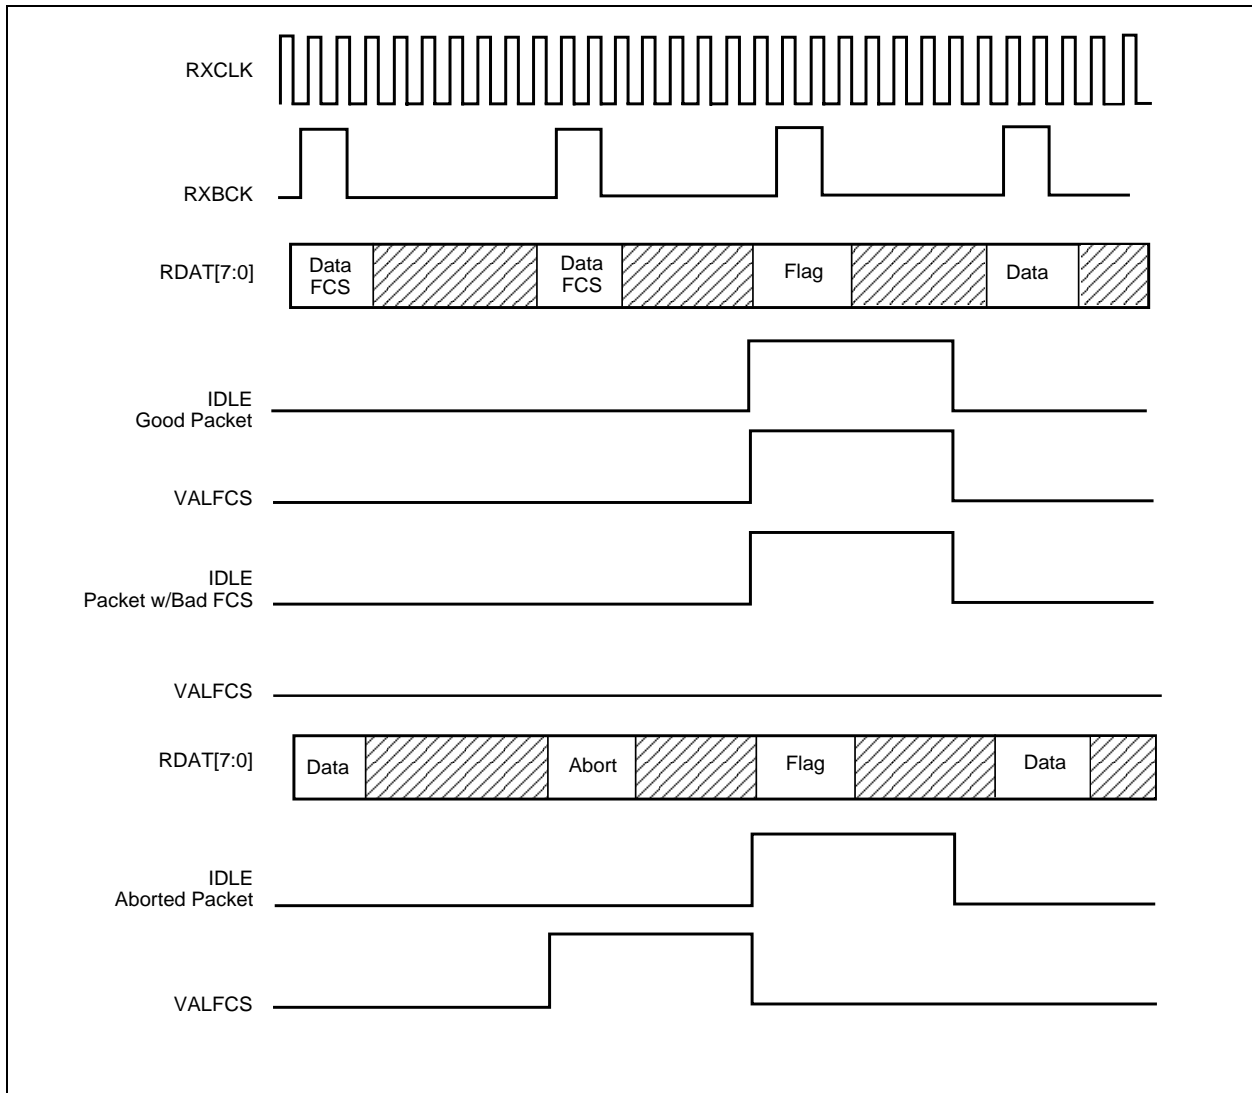 RXCLK
RXBCK
RDAT[7:0]
Data
FCS
Data
FCS
Flag
Data
IDLE
Good Packet
VALFCS
IDLE
Packet w/Bad FCS
VALFCS
RDAT[7:0]
Data
Abort
Flag
Data
IDLE
Aborted Packet
VALFCS